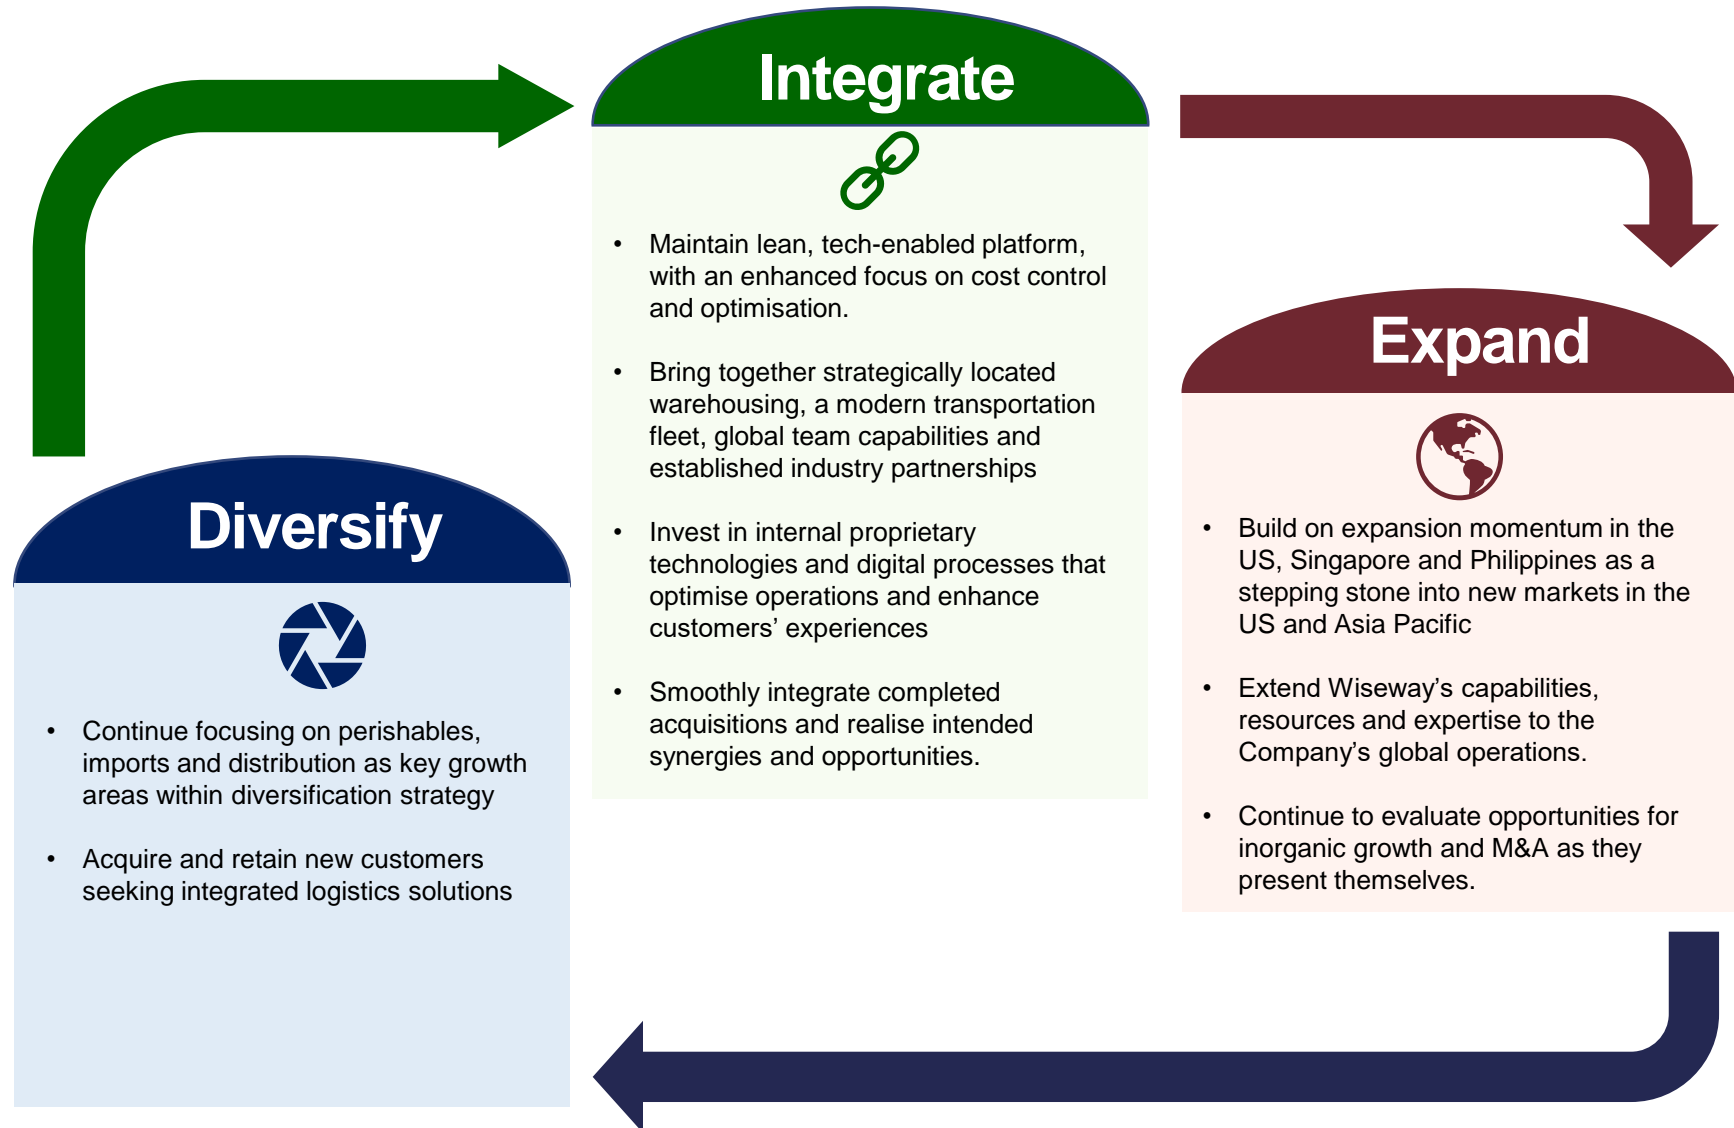 Integrate
• Maintain lean, tech-enabled platform,
with an enhanced focus on cost control
and optimisation.
• Bring together strategically located
warehousing, a modern transportation
fleet, global team capabilities and
established industry partnerships
• Invest in internal proprietary
technologies and digital processes that
optimise operations and enhance
customers’ experiences
• Smoothly integrate completed
acquisitions and realise intended
synergies and opportunities.
Expand
• Build on expansion momentum in the
US, Singapore and Philippines as a
stepping stone into new markets in the
US and Asia Pacific
• Extend Wiseway’s capabilities,
resources and expertise to the
Company’s global operations.
• Continue to evaluate opportunities for
inorganic growth and M&A as they
present themselves.
Diversify
• Continue focusing on perishables,
imports and distribution as key growth
areas within diversification strategy
• Acquire and retain new customers
seeking integrated logistics solutions